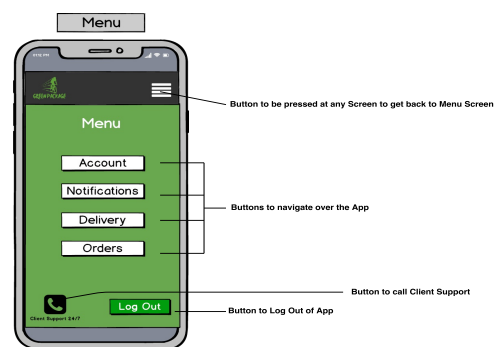 Menu
GREEN PACKAGE
Button to be pressed at any Screen to get back to Menu Screen
Menu
Account
Notifications
Buttons to navigate over the App
Delivery
Orders
Button to call Client Support
Log Out
Button to Log Out of App
Client Support 24/7